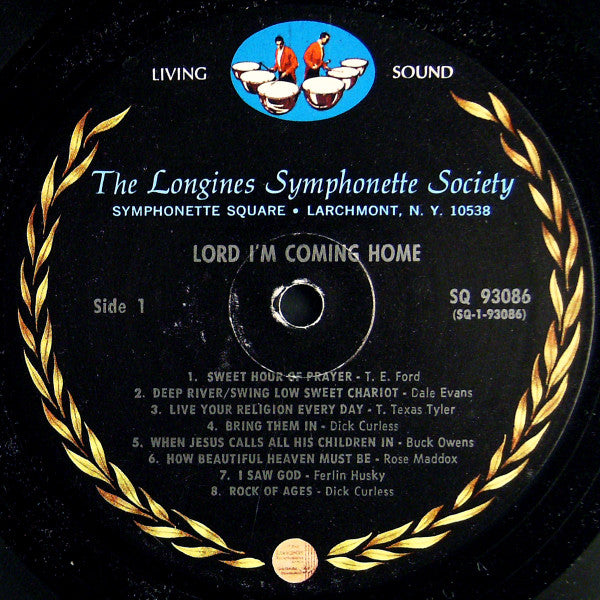 LIVING SOUND
The Longines Symphonette Society
SYMPHONETTE SQUARE • LARCHMONT, N. Y. 10538
LORD I'M COMING HOME
Side 1
SQ 93086
(SQ-1-93086)
1. SWEET HOUR OF PRAYER - T. E. Ford
2. DEEP RIVER/SWING LOW SWEET CHARIOT - Dale Evans
3. LIVE YOUR RELIGION EVERY DAY - T. Texas Tyler
4. BRING THEM IN - Dick Curless
5. WHEN JESUS CALLS ALL HIS CHILDREN IN - Buck Owens
6. HOW BEAUTIFUL HEAVEN MUST BE - Rose Maddox
7. I SAW GOD - Ferlin Husky
8. ROCK OF AGES - Dick Curless